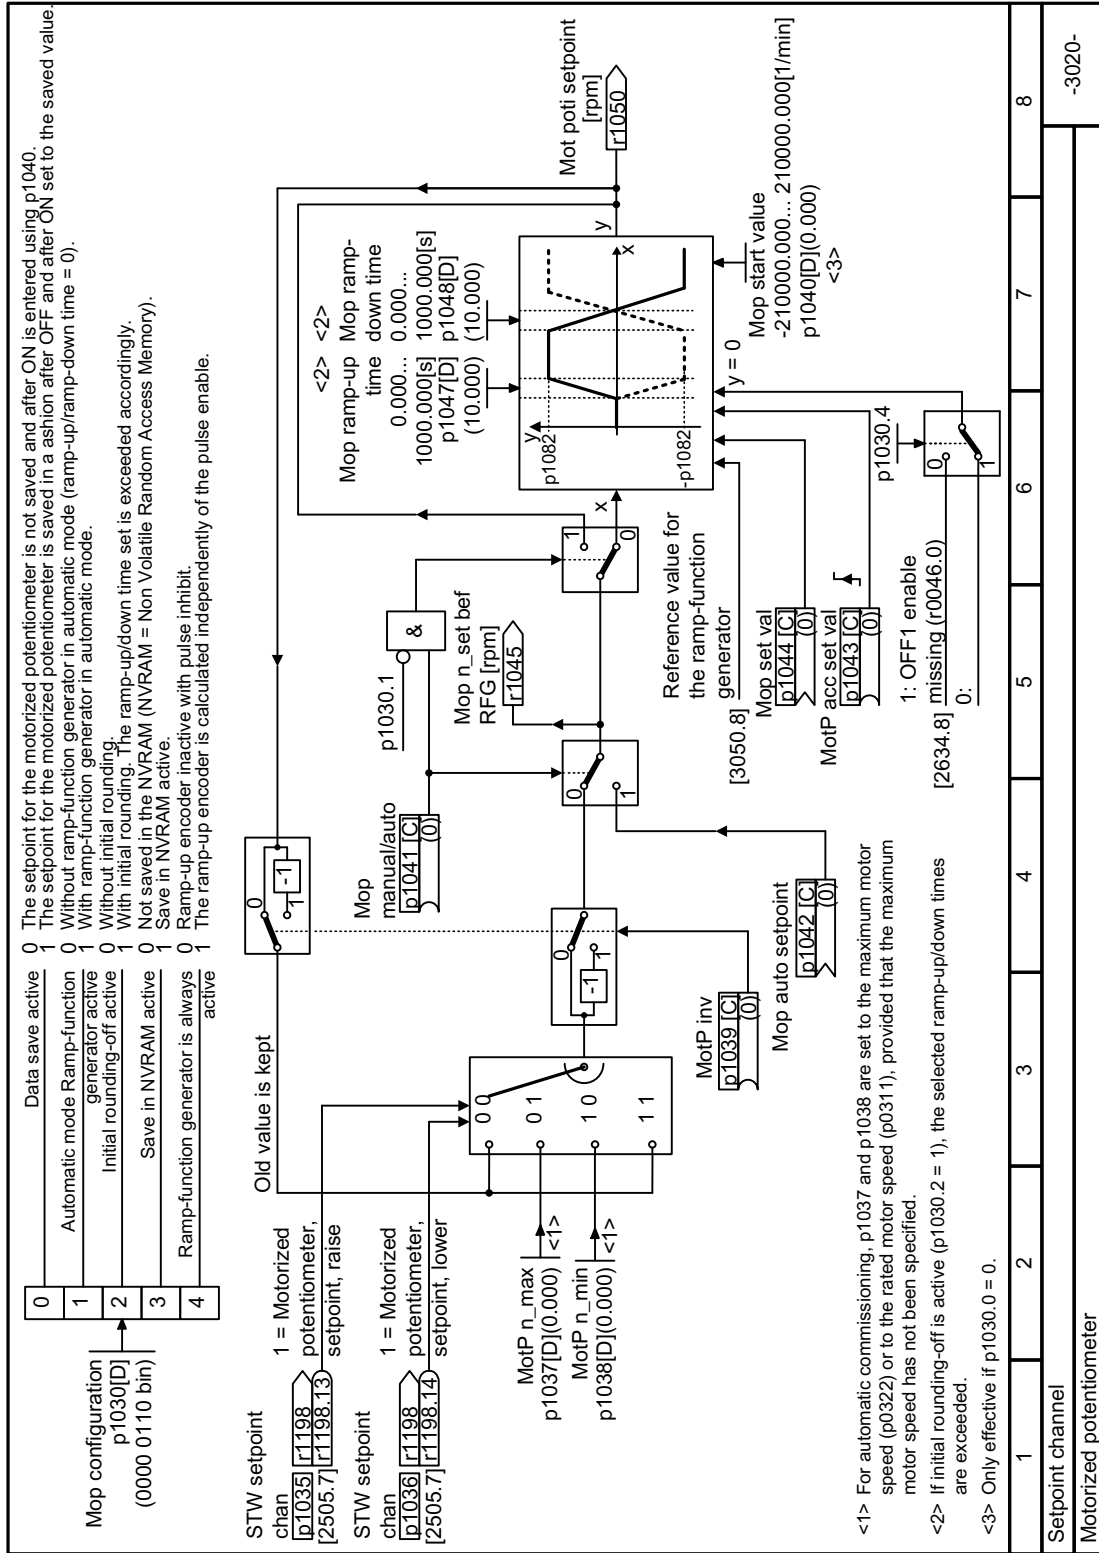 Mop configuration
p1030[D]
(0000 0110 bin)
0
1
2
3
4
Data save active
0 The setpoint for the motorized potentiometer is not saved and after ON is entered using p1040.
1 The setpoint for the motorized potentiometer is saved in a ashion after OFF and after ON set to the saved value.
Automatic mode Ramp-function
generator active
0 Without ramp-function generator in automatic mode (ramp-up/ramp-down time = 0).
1 With ramp-function generator in automatic mode.
Initial rounding-off active
0 Without initial rounding.
1 With initial rounding. The ramp-up/down time set is exceeded accordingly.
Save in NVRAM active
0 Not saved in the NVRAM (NVRAM = Non Volatile Random Access Memory).
1 Save in NVRAM active.
Ramp-function generator is always
active
0 Ramp-up encoder inactive with pulse inhibit.
1 The ramp-up encoder is calculated independently of the pulse enable.
STW setpoint
chan
p1035 r1198
[2505.7] r1198.13
1 = Motorized
potentiometer,
setpoint, raise
STW setpoint
chan
p1036 r1198
[2505.7] r1198.14
1 = Motorized
potentiometer,
setpoint, lower
Old value is kept
MotP n_max
p1037[D](0.000) <1>
MotP n_min
p1038[D](0.000) <1>
0 0
0 1
1 0
1 1
0
1
-1
0
1
-1
MotP inv
p1039 [C]
(0)
Mop
manual/auto
p1041 [C]
(0)
Mop auto setpoint
p1042 [C]
(0)
0
1
p1030.1
&
Mop n_set bef
RFG [rpm]
r1045
1
0
x
Mop ramp-up
time
0.000...
1000.000[s]
p1047[D]
(10.000)
<2>
<2>
Mop ramp-
down time
0.000...
1000.000[s]
p1048[D]
(10.000)
y
p1082
-p1082
x
y
Mot poti setpoint
[rpm]
r1050
Reference value for
the ramp-function
generator
[3050.8]
Mop set val
p1044 [C]
(0)
MotP acc set val
p1043 [C]
(0)
1: OFF1 enable
[2634.8] missing (r0046.0)
0:
p1030.4
0
1
y = 0
Mop start value
-210000.000... 210000.000[1/min]
p1040[D](0.000)
<3>
<1> For automatic commissioning, p1037 and p1038 are set to the maximum motor
speed (p0322) or to the rated motor speed (p0311), provided that the maximum
motor speed has not been specified.
<2> If initial rounding-off is active (p1030.2 = 1), the selected ramp-up/down times
are exceeded.
<3> Only effective if p1030.0 = 0.
1 2 3 4 5 6 7 8
Setpoint channel
-3020-
Motorized potentiometer